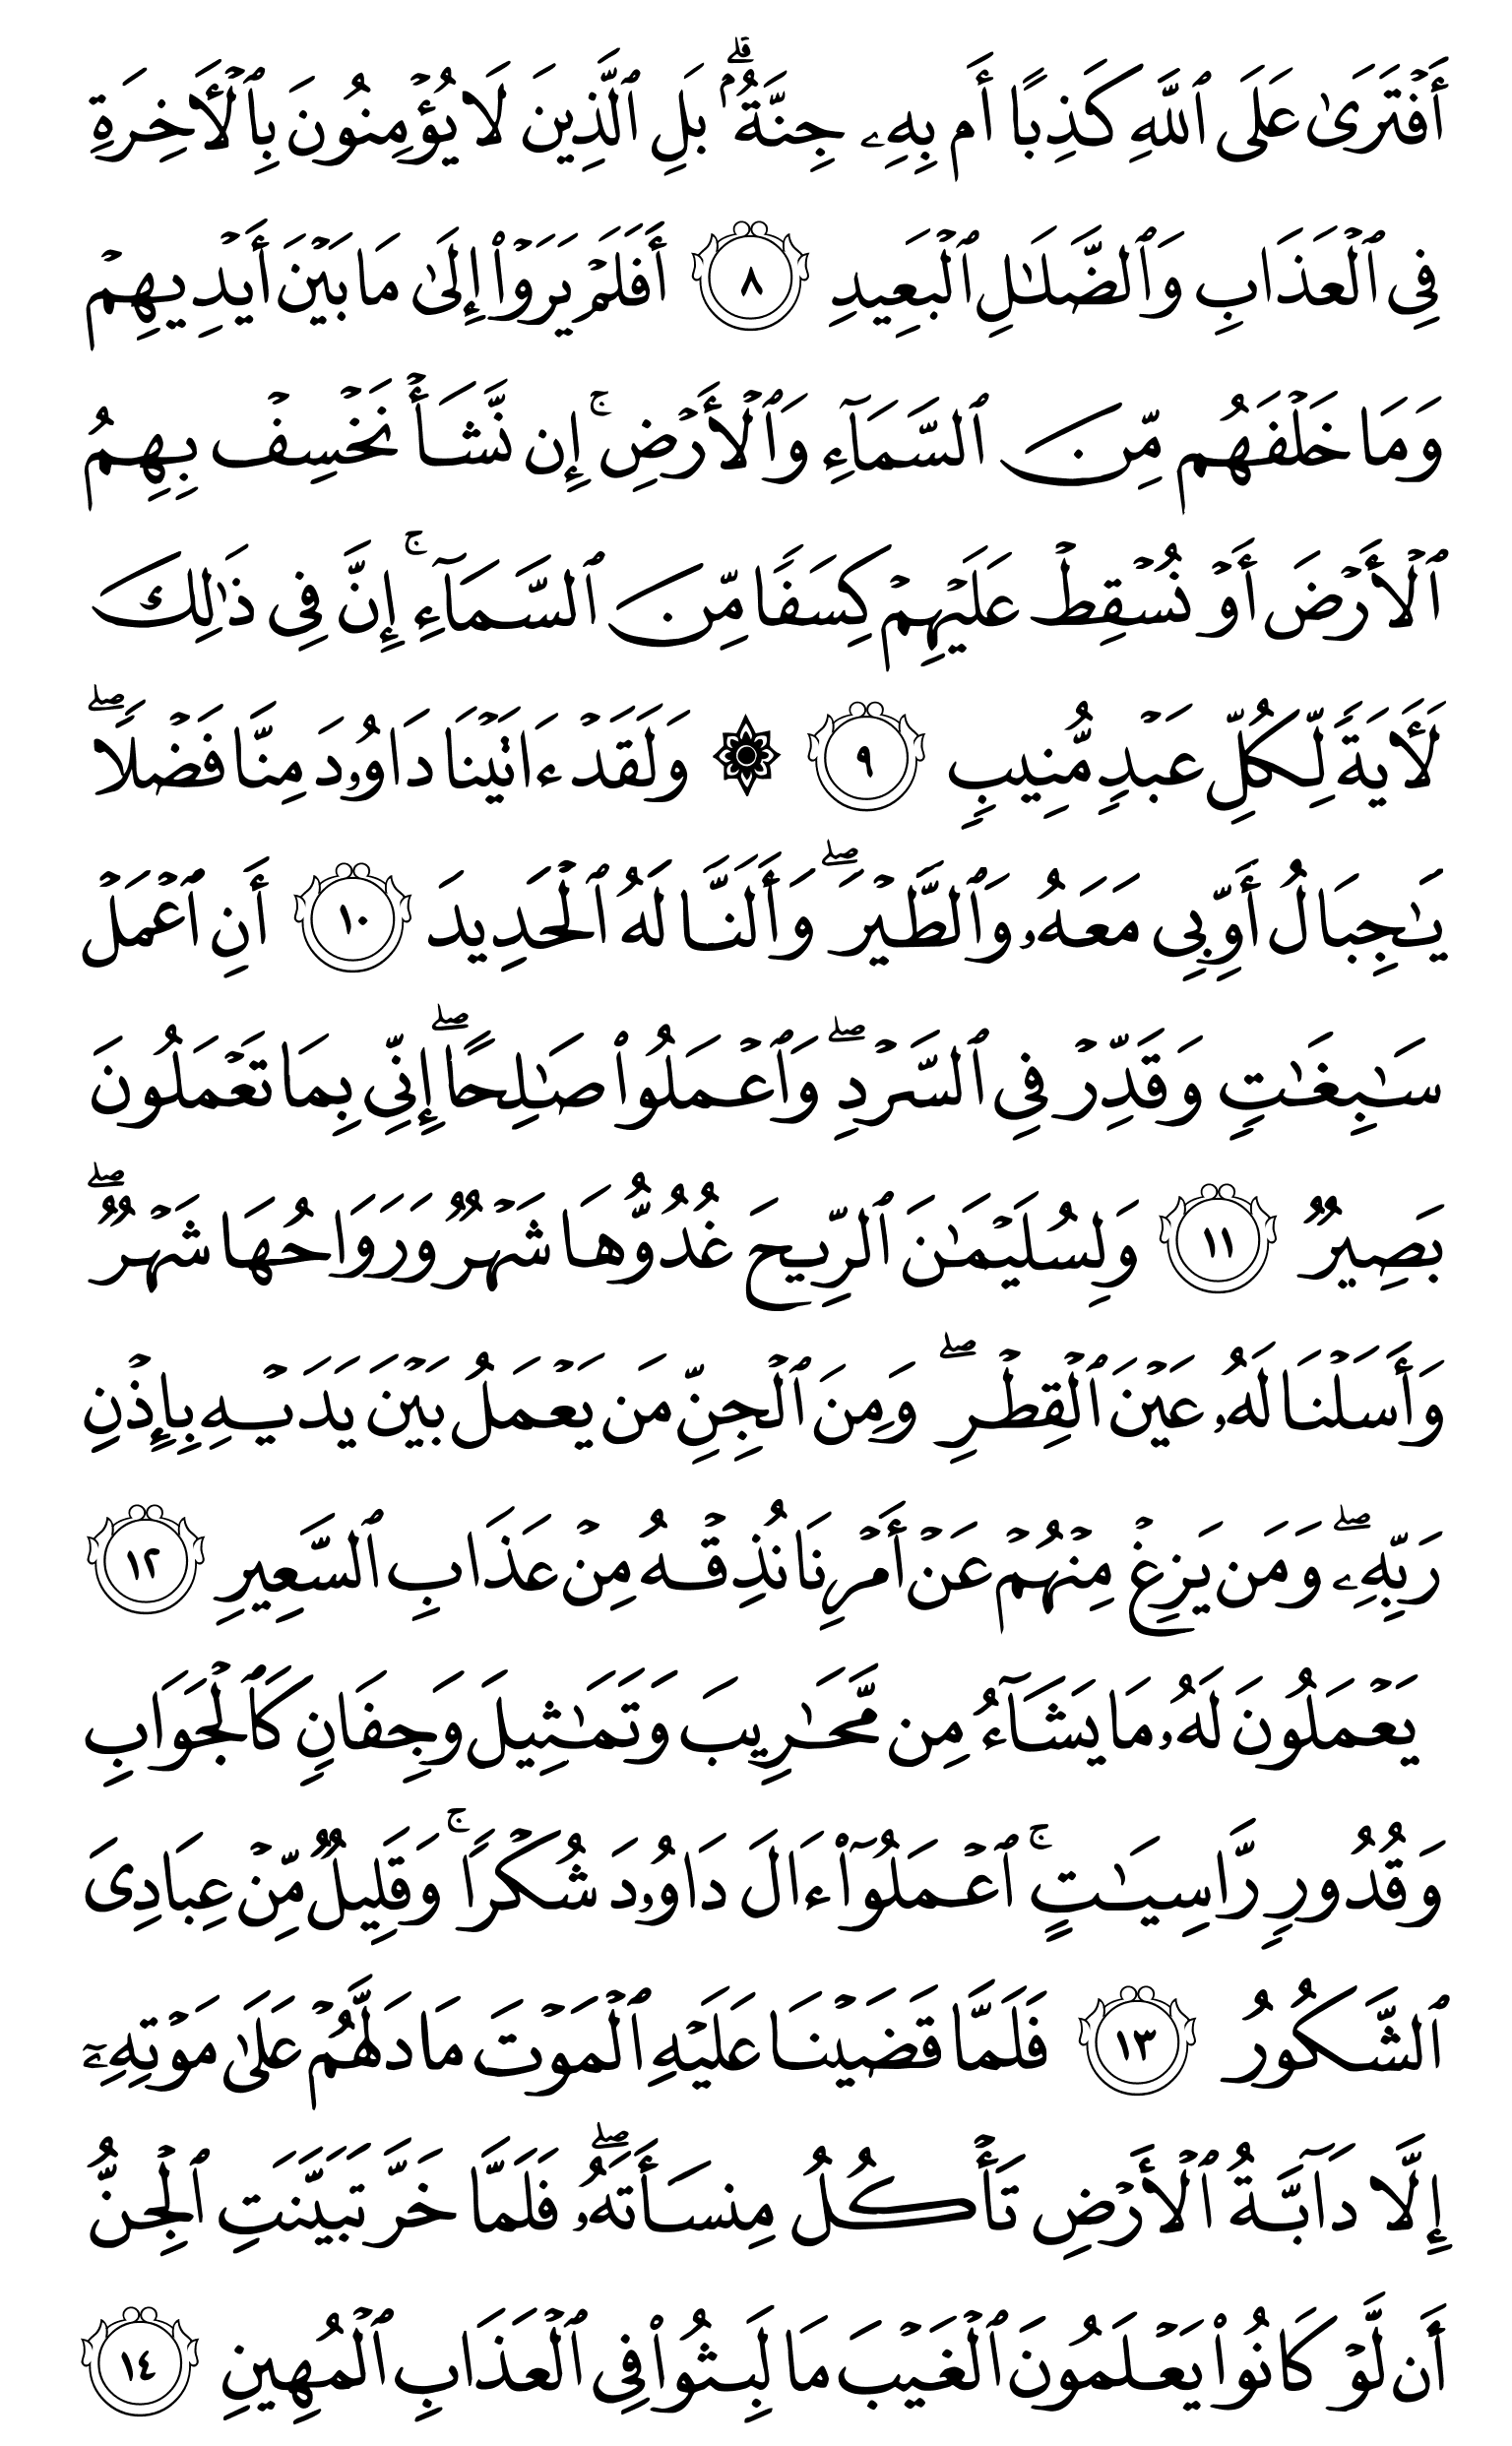 أَفْتَرَىٰ عَلَى ٱللَّهِ كَذِبًا أَم بِهِۦ جِنَّةٌۢ ۗ بَلِ ٱلَّذِينَ لَا يُؤْمِنُونَ بِٱلْءَاخِرَةِ
فِى ٱلْعَذَابِ وَٱلضَّلَـٰلِ ٱلْبَعِيدِ ٨ أَفَلَمْ يَرَوْا۟ إِلَىٰ مَا بَيْنَ أَيْدِيهِمْ
وَمَا خَلْفَهُم مِّنَ ٱلسَّمَآءِ وَٱلْأَرْضِ ۚ إِن نَّشَأْ نَخْسِفْ بِهِمُ
ٱلْأَرْضَ أَوْ نُسْقِطْ عَلَيْهِمْ كِسَفًا مِّنَ ٱلسَّمَآءِ ۚ إِنَّ فِى ذَٰلِكَ
لَـَٔايَةً لِّكُلِّ عَبْدٍ مُّنِيبٍ ٩ ۞ وَلَقَدْ ءَاتَيْنَا دَاوُۥدَ مِنَّا فَضْلًا ۖ
يَـٰجِبَالُ أَوِّبِى مَعَهُۥ وَٱلطَّيْرَ ۖ وَأَلَنَّا لَهُ ٱلْحَدِيدَ ١٠ أَنِ ٱعْمَلْ
سَـٰبِغَـٰتٍ وَقَدِّرْ فِى ٱلسَّرْدِ ۖ وَٱعْمَلُوا۟ صَـٰلِحًا ۖ إِنِّى بِمَا تَعْمَلُونَ
بَصِيرٌ ١١ وَلِسُلَيْمَـٰنَ ٱلرِّيحَ غُدُوُّهَا شَهْرٌ وَرَوَاحُهَا شَهْرٌ ۖ
وَأَسَلْنَا لَهُۥ عَيْنَ ٱلْقِطْرِ ۖ وَمِنَ ٱلْجِنِّ مَن يَعْمَلُ بَيْنَ يَدَيْهِ بِإِذْنِ
رَبِّهِۦ ۖ وَمَن يَزِغْ مِنْهُمْ عَنْ أَمْرِنَا نُذِقْهُ مِنْ عَذَابِ ٱلسَّعِيرِ ١٢
يَعْمَلُونَ لَهُۥ مَا يَشَآءُ مِن مَّحَـٰرِيبَ وَتَمَـٰثِيلَ وَجِفَانٍ كَٱلْجَوَابِ
وَقُدُورٍ رَّاسِيَـٰتٍ ۚ ٱعْمَلُوٓا۟ ءَالَ دَاوُۥدَ شُكْرًا ۚ وَقَلِيلٌ مِّنْ عِبَادِىَ
ٱلشَّكُورُ ١٣ فَلَمَّا قَضَيْنَا عَلَيْهِ ٱلْمَوْتَ مَا دَلَّهُمْ عَلَىٰ مَوْتِهِۦٓ
إِلَّا دَآبَّةُ ٱلْأَرْضِ تَأْكُلُ مِنسَأَتَهُۥ ۖ فَلَمَّا خَرَّ تَبَيَّنَتِ ٱلْجِنُّ
أَن لَّوْ كَانُوا۟ يَعْلَمُونَ ٱلْغَيْبَ مَا لَبِثُوا۟ فِى ٱلْعَذَابِ ٱلْمُهِينِ ١٤